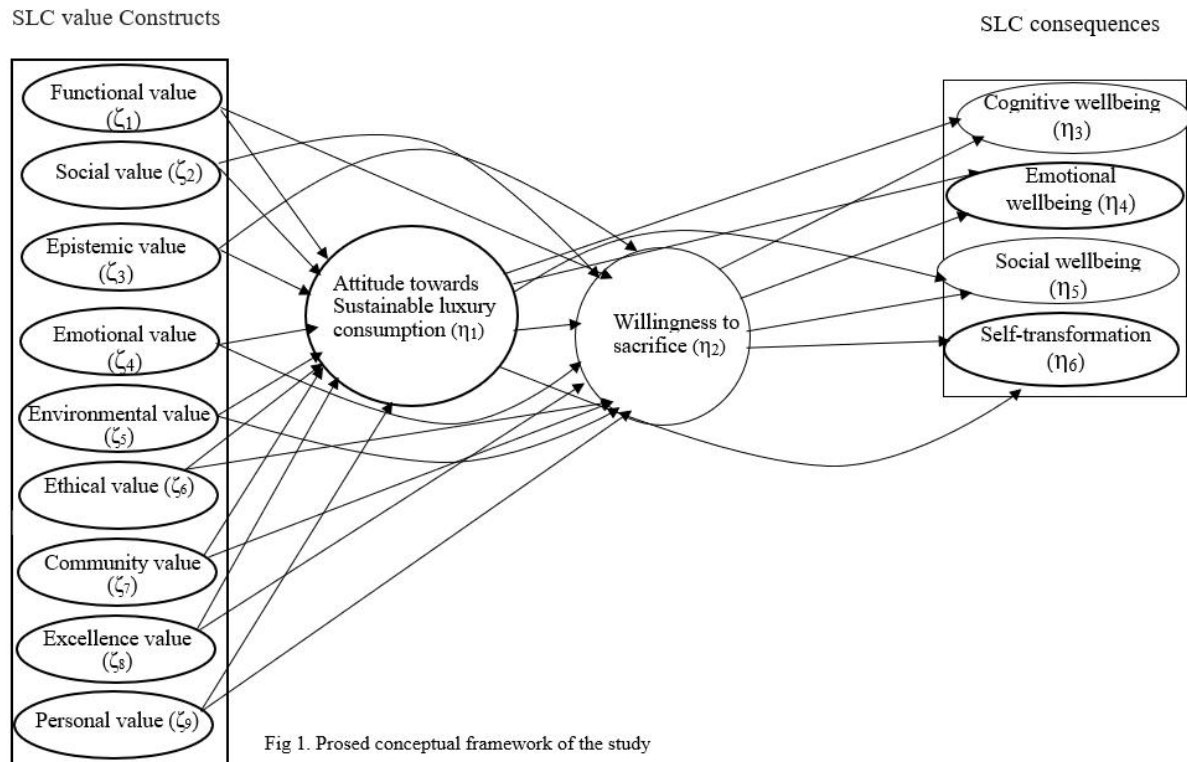 SLC value Constructs
SLC consequences
Functional value
(ζ₁)
Social value (ζ₂)
Epistemic value
(ζ₃)
Emotional value
(ζ₄)
Environmental value
(ζ₅)
Ethical value (ζ₆)
Community value
(ζ₇)
Excellence value
(ζ₈)
Personal value (ζ₉)
Attitude towards
Sustainable luxury
consumption (η₁)
Willingness to
sacrifice (η₂)
Cognitive wellbeing
(η₃)
Emotional
wellbeing (η₄)
Social wellbeing
(η₅)
Self-transformation
(η₆)
Fig 1. Prosed conceptual framework of the study